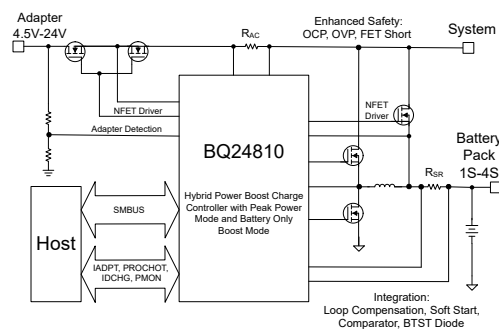 Adapter
4.5V-24V
RAC
Enhanced Safety:
OCP, OVP, FET Short
System
NFET Driver
Adapter Detection
NFET
Driver
BQ24810
Hybrid Power Boost Charge
Controller with Peak Power
Mode and Battery Only
Boost Mode
Battery
Pack
1S-4S
RSR
Host
SMBUS
IADPT, PROCHOT,
IDCHG, PMON
Integration:
Loop Compensation, Soft Start,
Comparator, BTST Diode